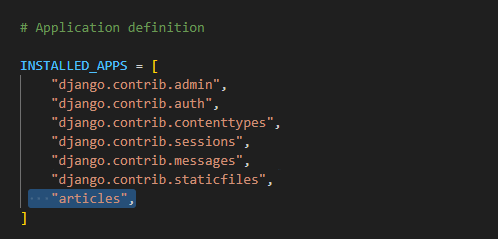 # Application definition
INSTALLED_APPS = [
"django.contrib.admin",
"django.contrib.auth",
"django.contrib.contenttypes",
"django.contrib.sessions",
"django.contrib.messages",
"django.contrib.staticfiles",
"articles",
]